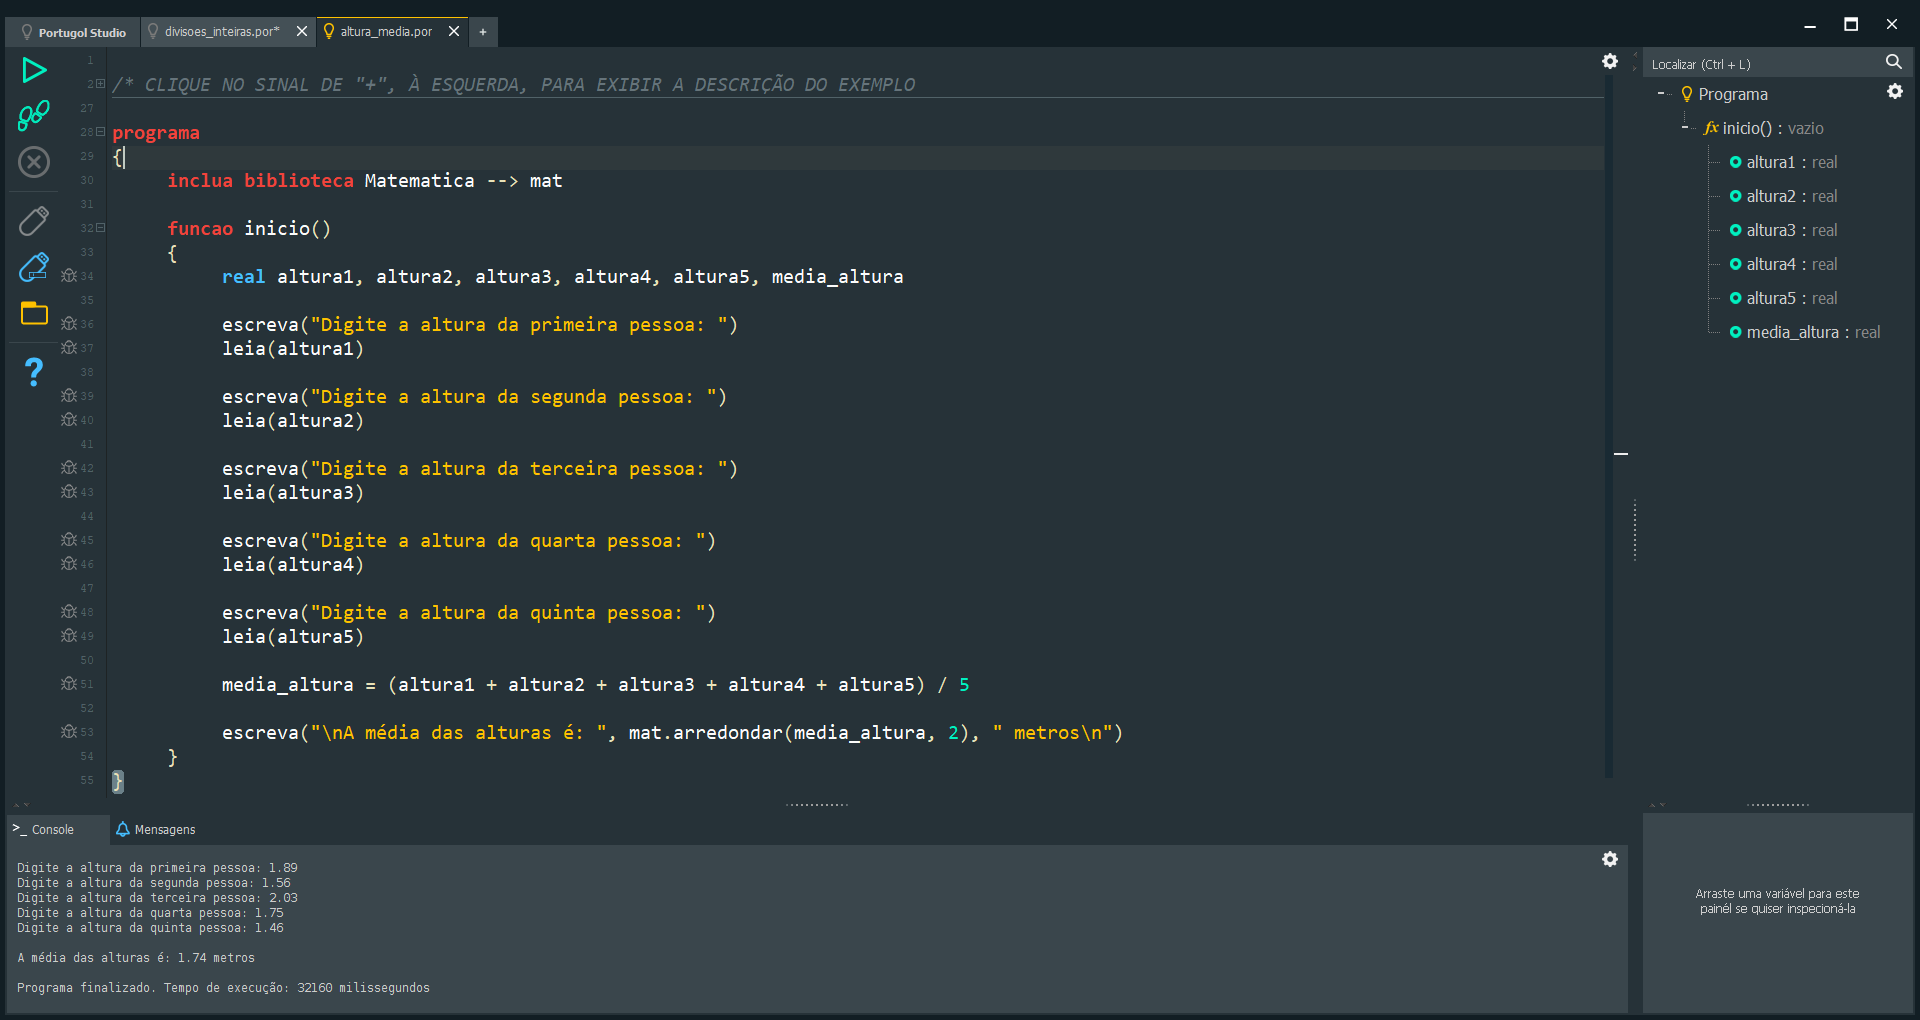 Portugol Studio
divisoes_inteiras.por*
altura_media.por
+
1
2 /* CLIQUE NO SINAL DE "+", À ESQUERDA, PARA EXIBIR A DESCRIÇÃO DO EXEMPLO
27
28 programa
29 {
30 inclua biblioteca Matematica --> mat
31
32 funcao inicio()
33 {
34 real altura1, altura2, altura3, altura4, altura5, media_altura
35
36 escreva("Digite a altura da primeira pessoa: ")
37 leia(altura1)
38
39 escreva("Digite a altura da segunda pessoa: ")
40 leia(altura2)
41
42 escreva("Digite a altura da terceira pessoa: ")
43 leia(altura3)
44
45 escreva("Digite a altura da quarta pessoa: ")
46 leia(altura4)
47
48 escreva("Digite a altura da quinta pessoa: ")
49 leia(altura5)
50
51 media_altura = (altura1 + altura2 + altura3 + altura4 + altura5) / 5
52
53 escreva("\nA média das alturas é: ", mat.arredondar(media_altura, 2), " metros\n")
54 }
55 }
Localizar (Ctrl + L)
Programa
fx inicio() : vazio
altura1 : real
altura2 : real
altura3 : real
altura4 : real
altura5 : real
media_altura : real
>_ Console
Mensagens
Digite a altura da primeira pessoa: 1.89
Digite a altura da segunda pessoa: 1.56
Digite a altura da terceira pessoa: 2.03
Digite a altura da quarta pessoa: 1.75
Digite a altura da quinta pessoa: 1.46
A média das alturas é: 1.74 metros
Programa finalizado. Tempo de execução: 32160 milissegundos
Arraste uma variável para este
painél se quiser inspecioná-la